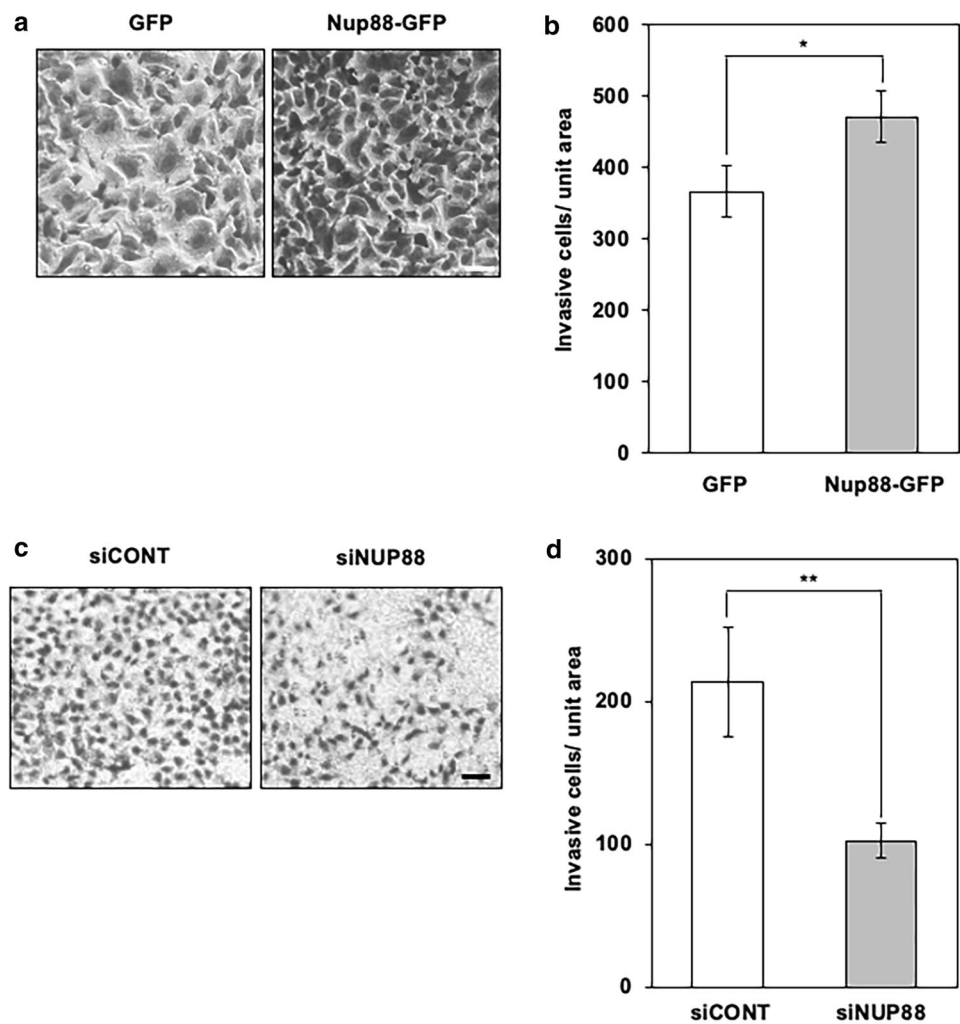 a
GFP
Nup88-GFP
b
Invasive cells/ unit area
600
500
400
300
200
100
0
*
GFP
Nup88-GFP
c
siCONT
siNUP88
d
Invasive cells/ unit area
300
200
100
0
**
siCONT
siNUP88